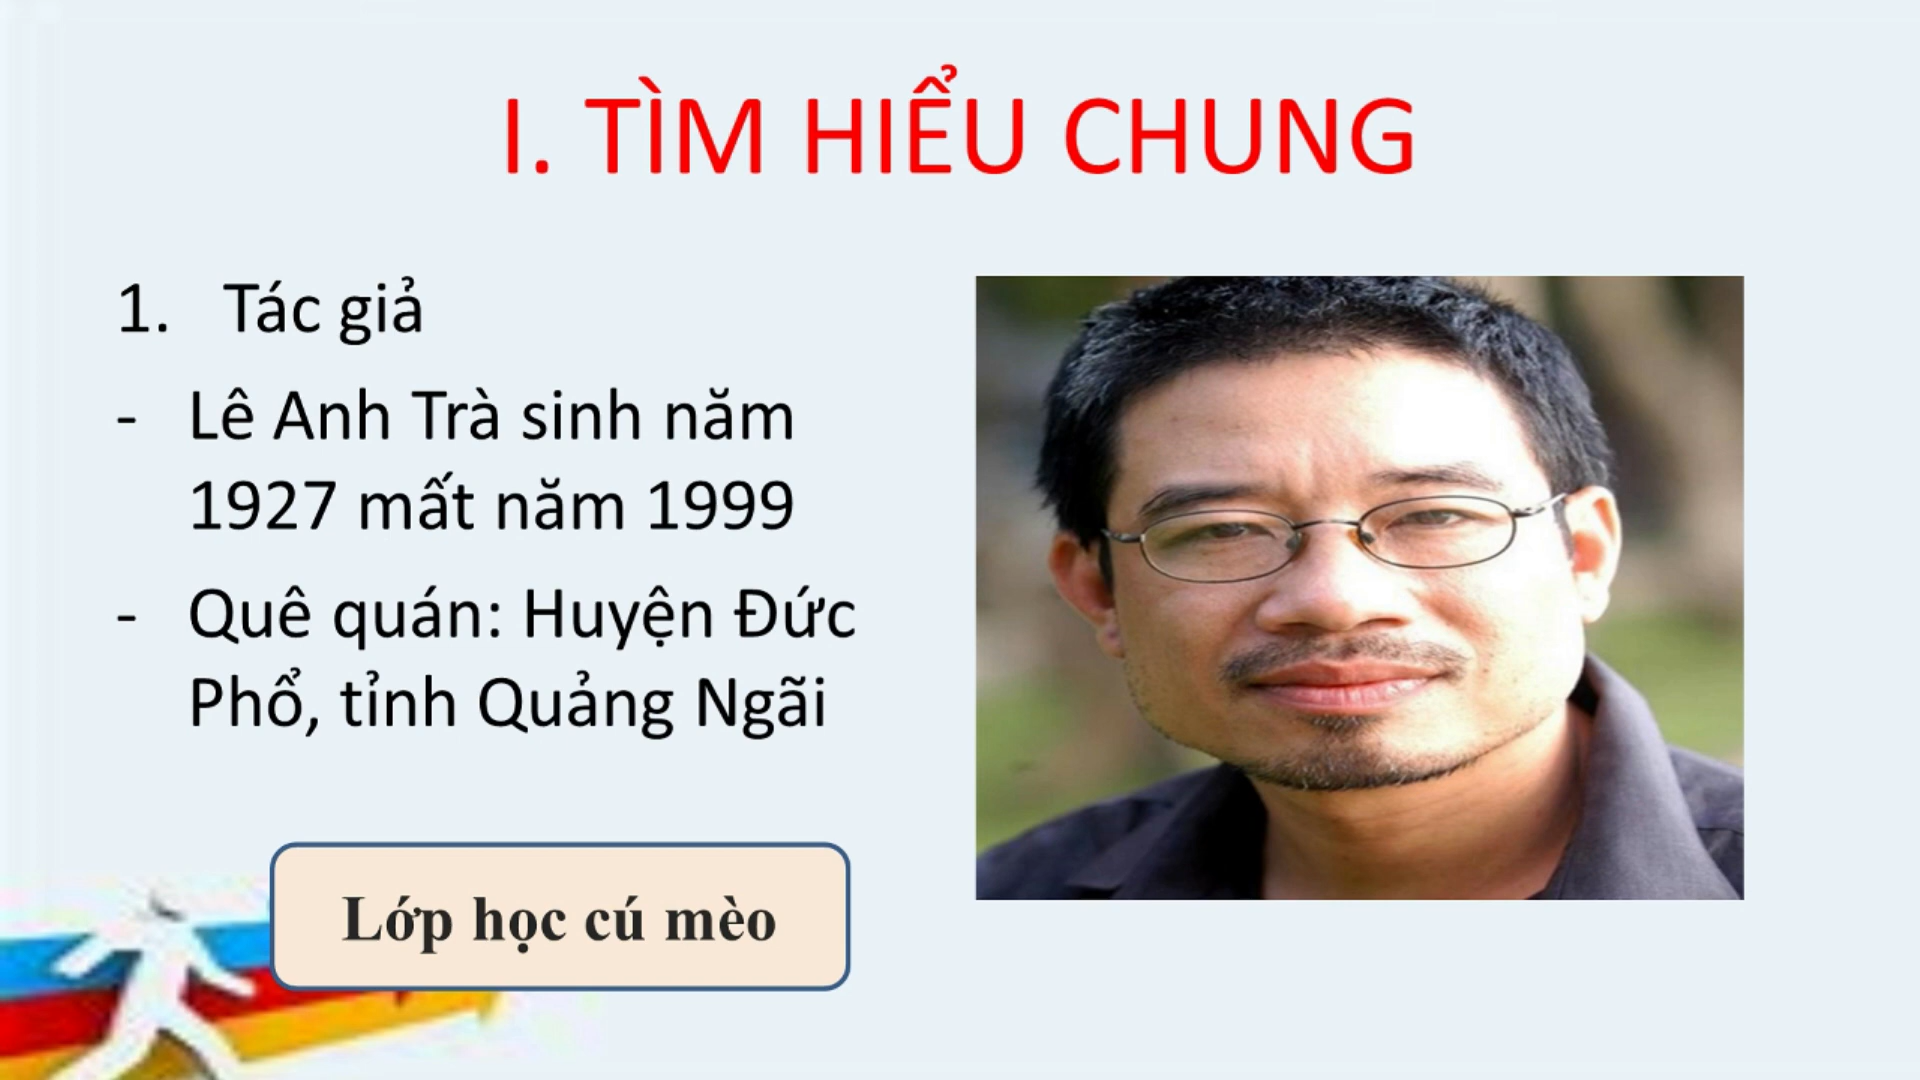 I. TÌM HIỂU CHUNG
1. Tác giả
- Lê Anh Trà sinh năm
1927 mất năm 1999
- Quê quán: Huyện Đức
Phổ, tỉnh Quảng Ngãi
Lớp học cú mèo